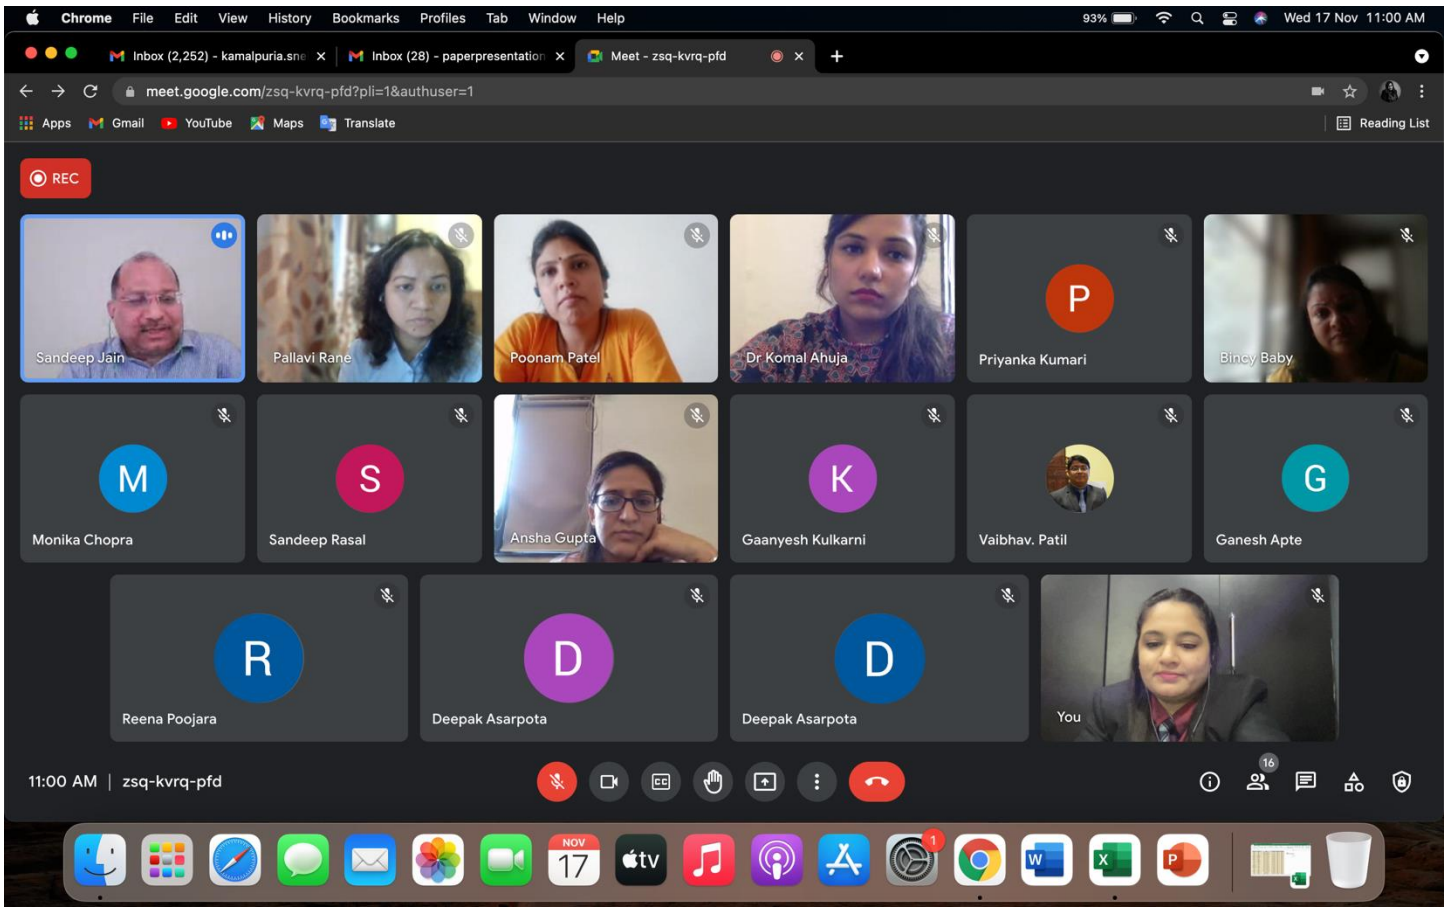 Chrome File Edit View History Bookmarks Profiles Tab Window Help 93% Wed 17 Nov 11:00 AM
Inbox (2,252) - kamalpuria.sne Inbox (28) - paperpresentation Meet - zsq-kvrq-pfd
meet.google.com/zsq-kvrq-pfd?pli=1&authuser=1
Apps Gmail YouTube Maps Translate Reading List
REC
Sandeep Jain Pallavi Rane Poonam Patel Dr Komal Ahuja P Priyanka Kumari Bincy Baby
M S K G
Monika Chopra Sandeep Rasal Ansha Gupta Gaanyesh Kulkarni Vaibhav. Patil Ganesh Apte
R D D
Reena Poojara Deepak Asarpota Deepak Asarpota You
11:00 AM | zsq-kvrq-pfd CC 16
NOV
17 tv 1 W X P